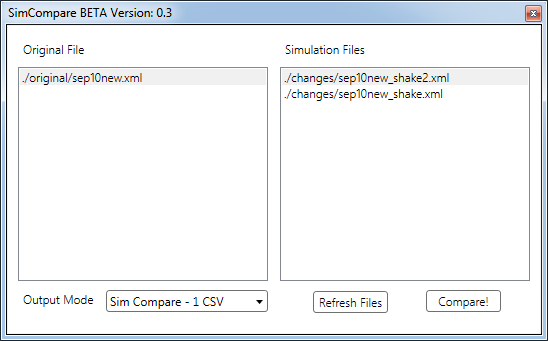 SimCompare BETA Version: 0.3
Original File
Simulation Files
./original/sep10new.xml
./changes/sep10new_shake2.xml
./changes/sep10new_shake.xml
Output Mode
Sim Compare - 1 CSV
Refresh Files
Compare!